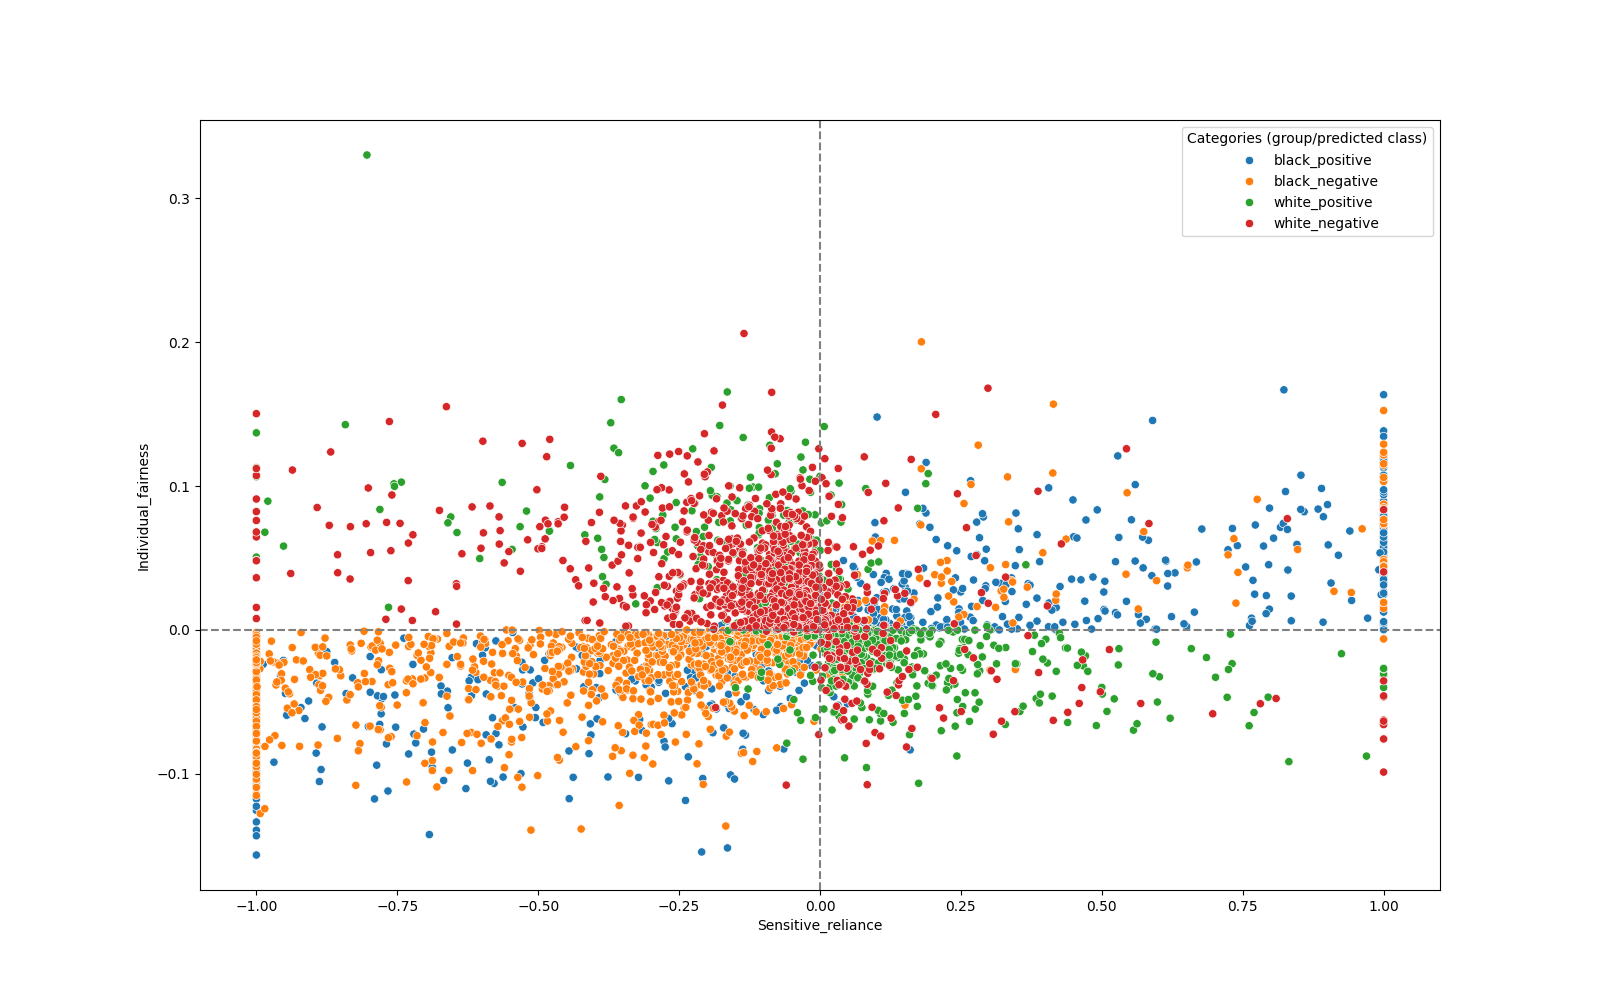 Categories (group/predicted class)
black_positive
black_negative
white_positive
white_negative
0.3
0.2
0.1
0.0
−0.1
Individual_fairness
−1.00 −0.75 −0.50 −0.25 0.00 0.25 0.50 0.75 1.00
Sensitive_reliance